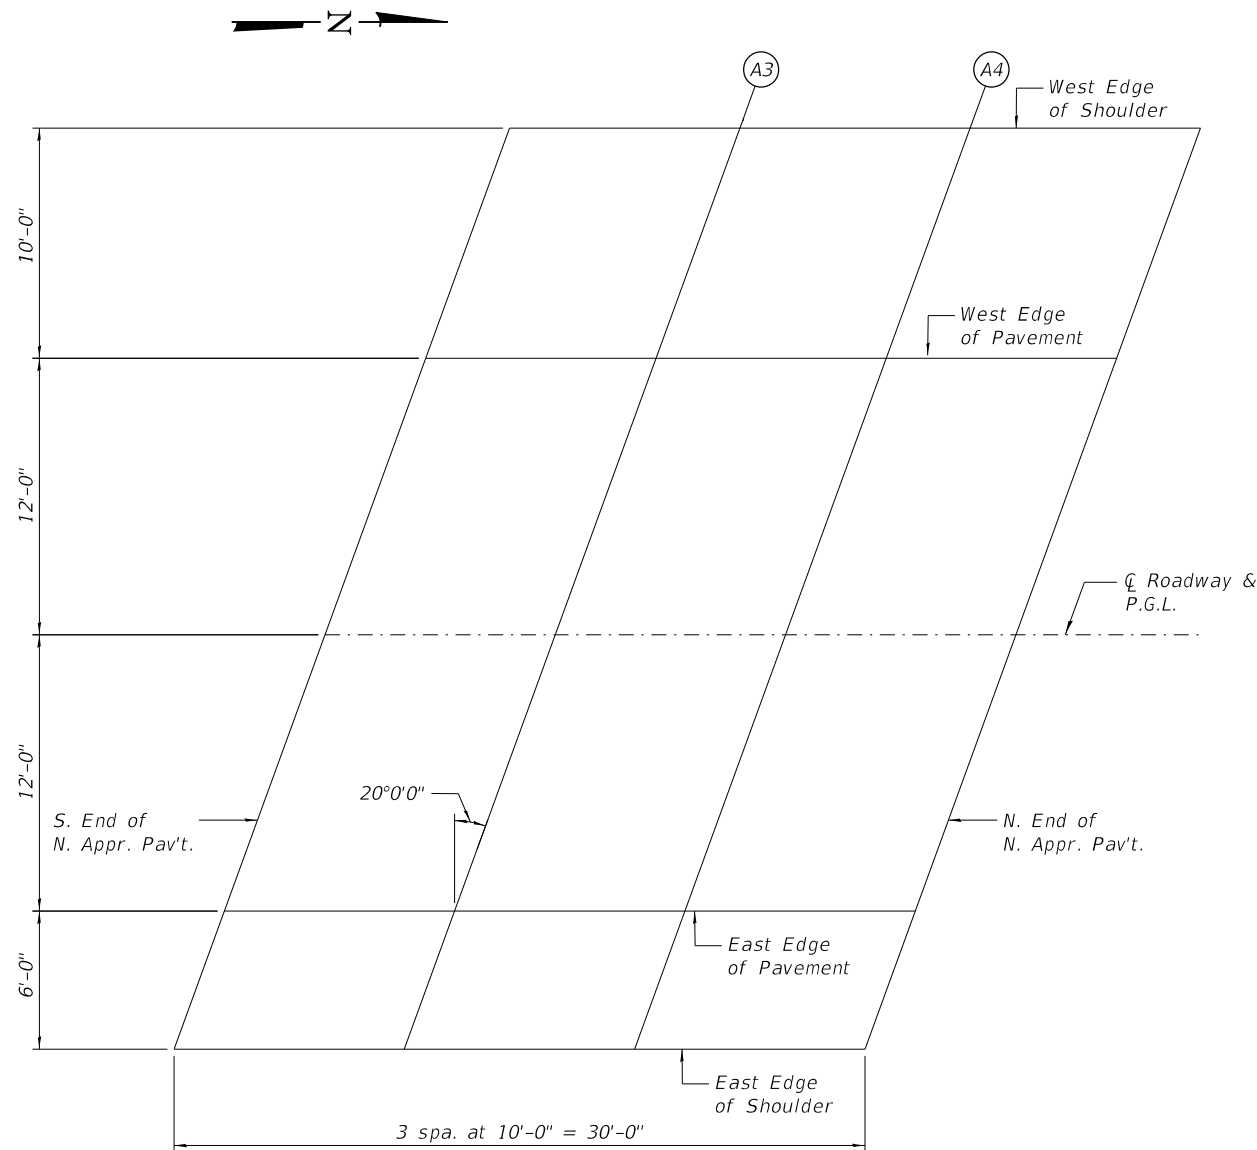 N
A3
A4
West Edge
of Shoulder
10'-0"
West Edge
of Pavement
12'-0"
℄ Roadway &
P.G.L.
12'-0"
20°0'0"
S. End of
N. Appr. Pav't.
N. End of
N. Appr. Pav't.
East Edge
of Pavement
6'-0"
East Edge
of Shoulder
3 spa. at 10'-0" = 30'-0"